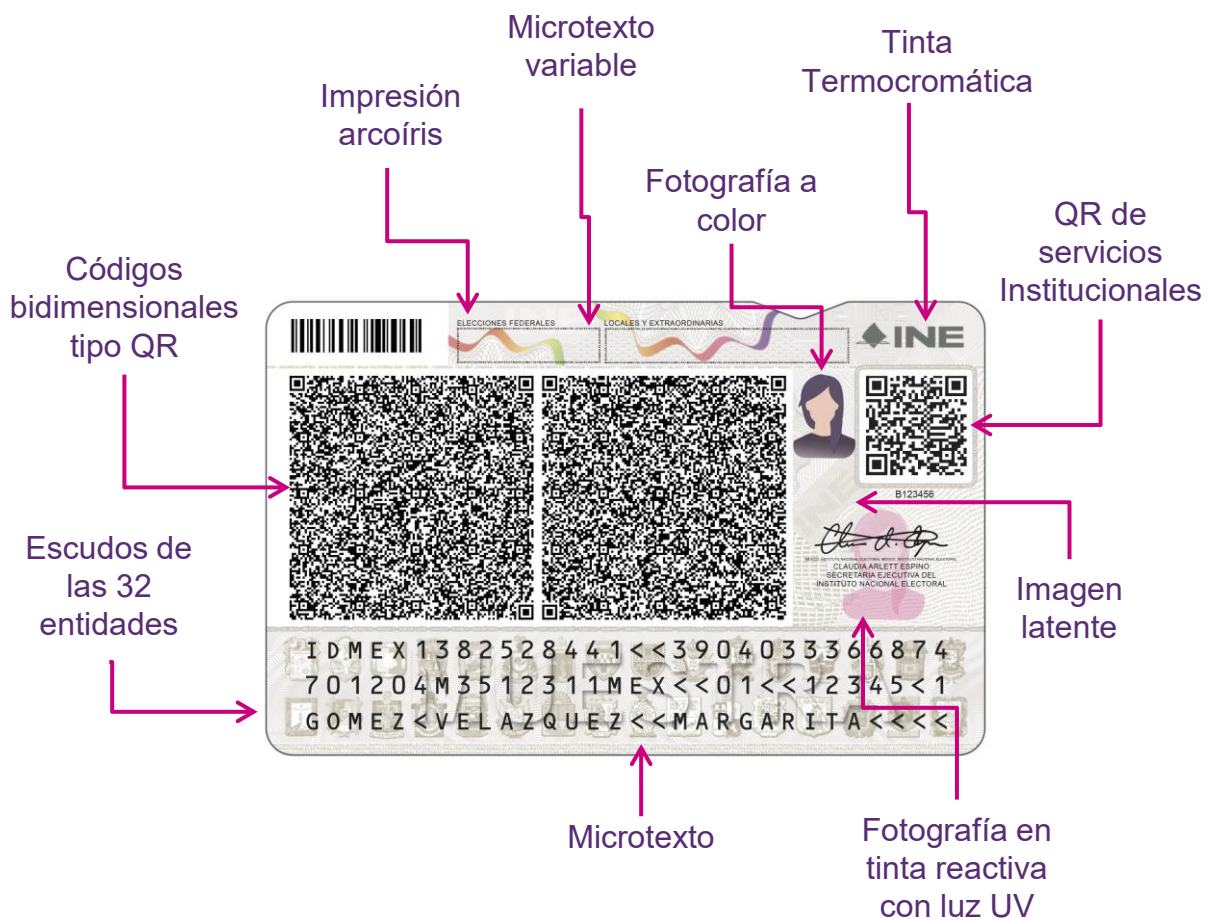 Microtexto
variable
Tinta
Termocromática
Impresión
arcoíris
Fotografía a
color
QR de
servicios
Institucionales
Códigos
bidimensionales
tipo QR
ELECCIONES FEDERALES
LOCALES Y EXTRAORDINARIAS
INE
B123456
CLAUDIA ARLETT ESPINO
SECRETARIA EJECUTIVA DEL
INSTITUTO NACIONAL ELECTORAL
Escudos de
las 32
entidades
Imagen
latente
IDMEX1382528441<<3904033366874
701204M3512311MEX<<01<<12345<1
GOMEZ<VELAZQUEZ<<MARGARITA<<<<
MUESTRA
Microtexto
Fotografía en
tinta reactiva
con luz UV